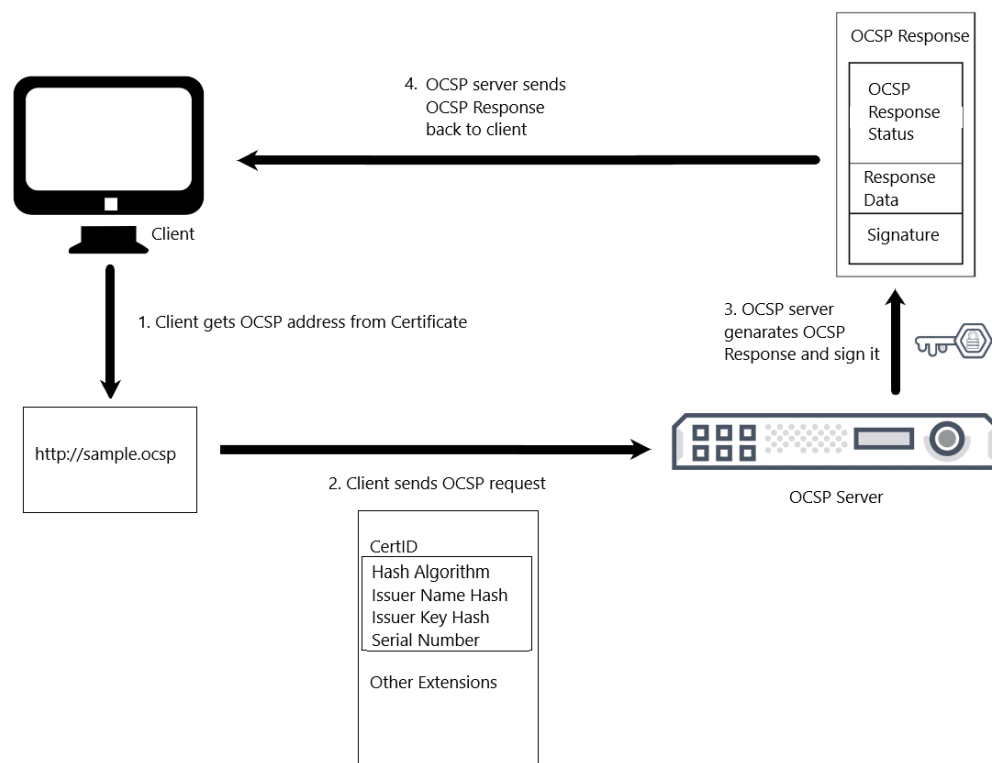 OCSP Response
OCSP
Response
Status
Response
Data
Signature
4. OCSP server sends
OCSP Response
back to client
Client
1. Client gets OCSP address from Certificate
3. OCSP server
genarates OCSP
Response and sign it
http://sample.ocsp
2. Client sends OCSP request
OCSP Server
CertID
Hash Algorithm
Issuer Name Hash
Issuer Key Hash
Serial Number
Other Extensions